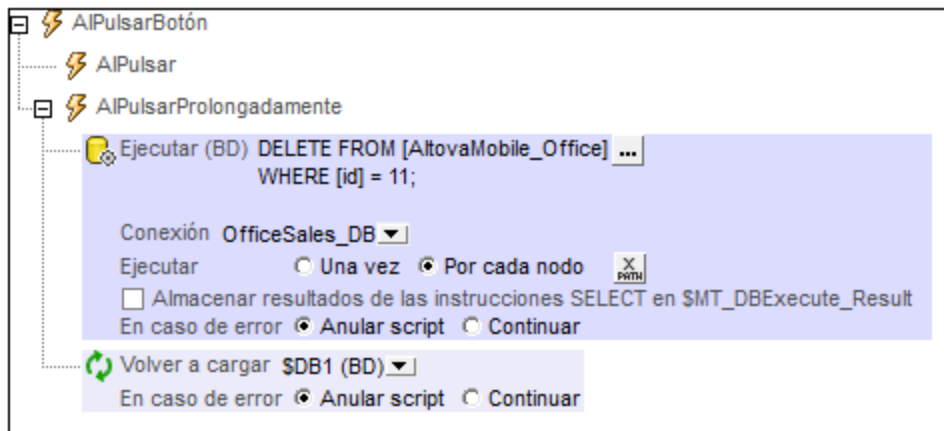 AlPulsarBotón
AlPulsar
AlPulsarProlongadamente
Ejecutar (BD) DELETE FROM [AltovaMobile_Office] ...
WHERE [id] = 11;
Conexión OfficeSales_DB
Ejecutar Una vez Por cada nodo XPATH
Almacenar resultados de las instrucciones SELECT en $MT_DBExecute_Result
En caso de error Anular script Continuar
Volver a cargar $DB1 (BD)
En caso de error Anular script Continuar